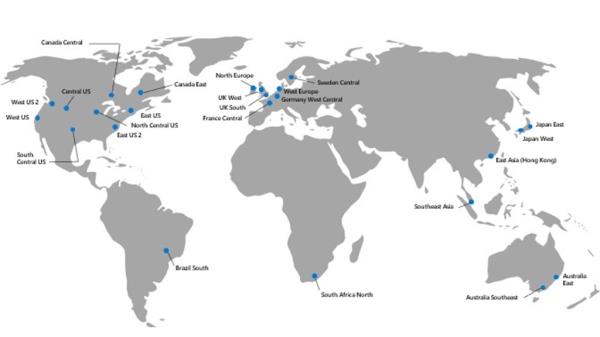 Canada Central
Canada East
Central US
West US 2
West US
East US
North Central US
East US 2
South
Central US
North Europe
Sweden Central
UK West
West Europe
Germany West Central
UK South
France Central
Japan East
Japan West
East Asia (Hong Kong)
Southeast Asia
Brazil South
South Africa North
Australia
East
Australia Southeast